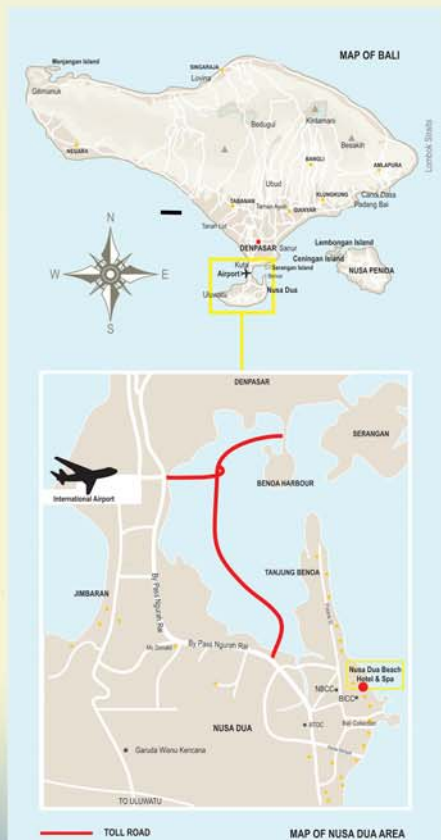 MAP OF BALI
Menjangan Island
Gilimanuk
SINGARAJA
Lovina
Lombok Straits
Bedugul
Kintamani
Besakih
NEGARA
BANGLI
AMLAPURA
Ubud
TABANAN
Taman Ayun
GIANYAR
KLUNGKUNG
Candi Dasa
Padang Bai
Tanah Lot
DENPASAR
Sanur
Kuta
Lembongan Island
Ceningan Island
Serangan Island
Airport
NUSA PENIDA
Uluwatu
Nusa Dua
N
W
E
S
DENPASAR
SERANGAN
BENOA HARBOUR
International Airport
TANJUNG BENOA
JIMBARAN
By Pass Ngurah Rai
Mc Donald
By Pass Ngurah Rai
Nusa Dua Beach
Hotel & Spa
NBCC
BICC
Bali Collection
NUSA DUA
Garuda Wisnu Kencana
TO ULUWATU
TOLL ROAD
MAP OF NUSA DUA AREA